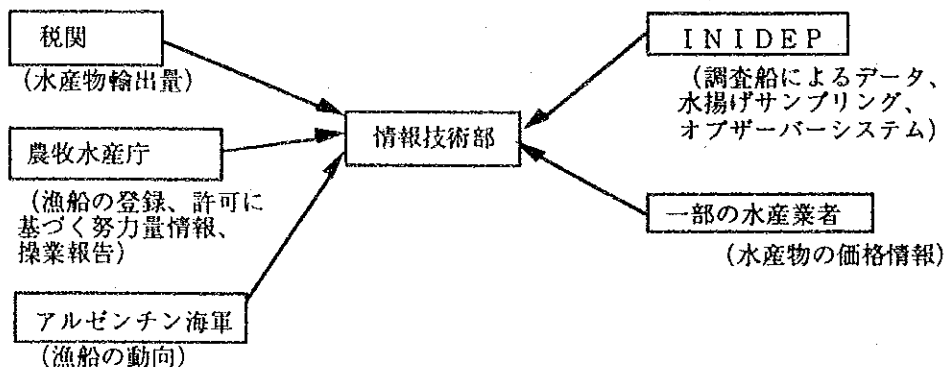 税関
(水産物輸出量)
農牧水産庁
(漁船の登録、許可に
基づく努力量情報、
操業報告)
アルゼンチン海軍
(漁船の動向)
情報技術部
ＩＮＩＤＥＰ
(調査船によるデータ、
水揚げサンプリング、
オブザーバーシステム)
一部の水産業者
(水産物の価格情報)